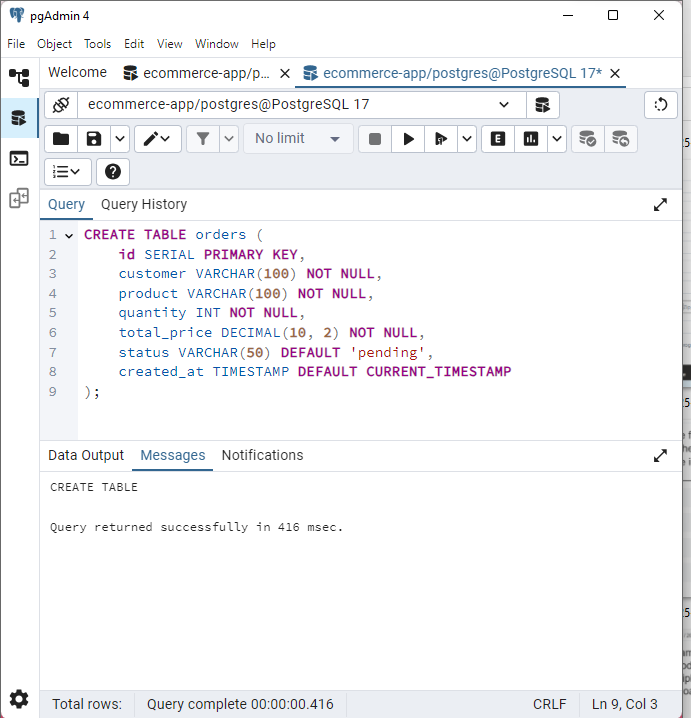 pgAdmin 4
File Object Tools Edit View Window Help
Welcome ecommerce-app/p... ecommerce-app/postgres@PostgreSQL 17*
ecommerce-app/postgres@PostgreSQL 17
No limit
E
Query Query History
1 CREATE TABLE orders (
2 id SERIAL PRIMARY KEY,
3 customer VARCHAR(100) NOT NULL,
4 product VARCHAR(100) NOT NULL,
5 quantity INT NOT NULL,
6 total_price DECIMAL(10, 2) NOT NULL,
7 status VARCHAR(50) DEFAULT 'pending',
8 created_at TIMESTAMP DEFAULT CURRENT_TIMESTAMP
9 );
Data Output Messages Notifications
CREATE TABLE
Query returned successfully in 416 msec.
Total rows: Query complete 00:00:00.416 CRLF Ln 9, Col 3